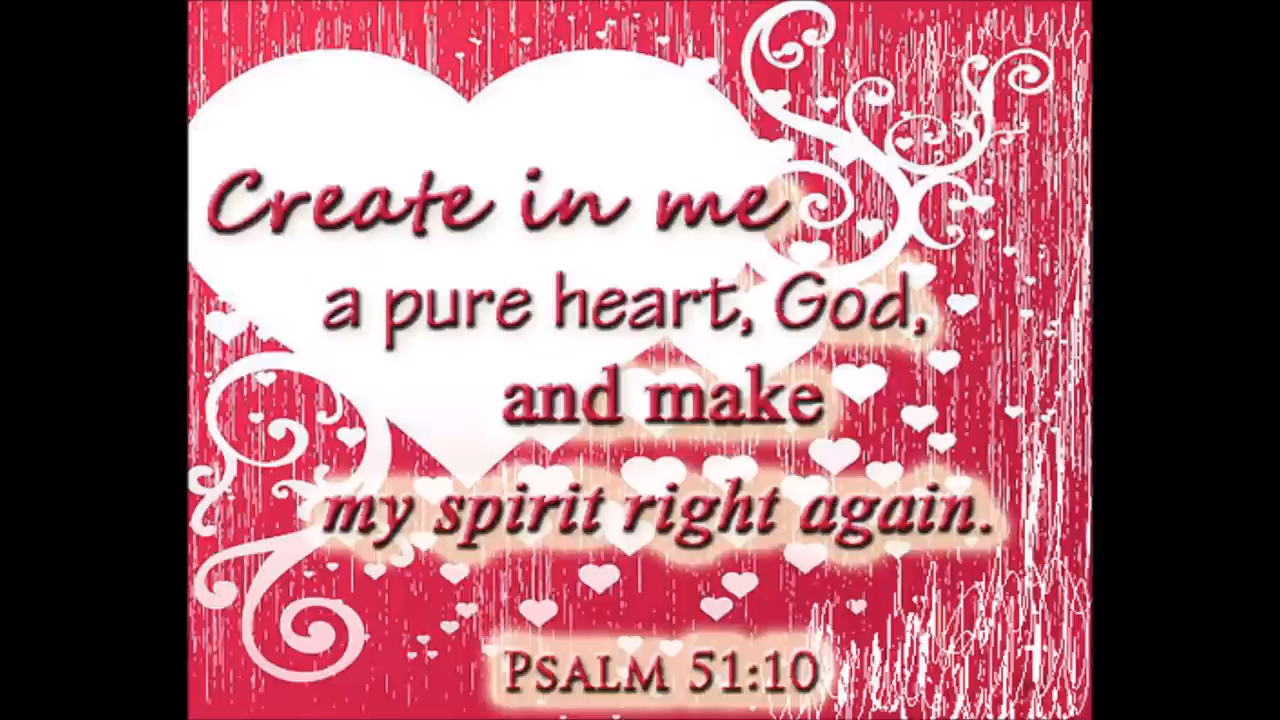 Create in me
a pure heart, God,
and make
my spirit right again.
PSALM 51:10